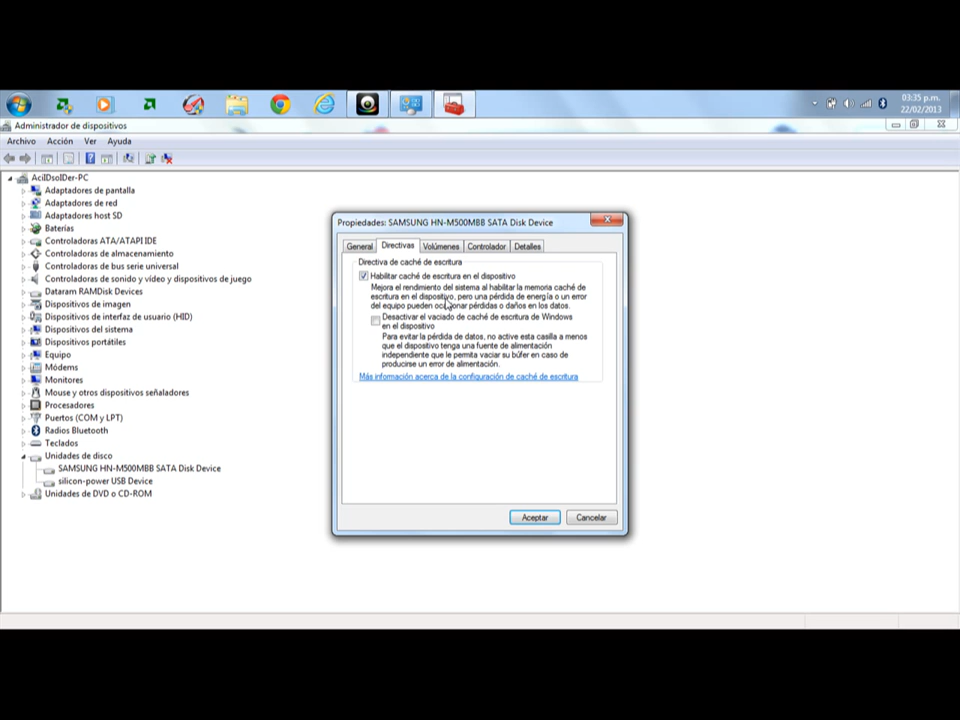 03:35 p.m.
22/02/2013
Administrador de dispositivos
Archivo Acción Ver Ayuda
AcilDsolDer-PC
Adaptadores de pantalla
Adaptadores de red
Adaptadores host SD
Baterías
Controladoras ATA/ATAPI IDE
Controladoras de almacenamiento
Controladoras de bus serie universal
Controladoras de sonido y vídeo y dispositivos de juego
Dataram RAMDisk Devices
Dispositivos de imagen
Dispositivos de interfaz de usuario (HID)
Dispositivos del sistema
Dispositivos portátiles
Equipo
Módems
Monitores
Mouse y otros dispositivos señaladores
Procesadores
Puertos (COM y LPT)
Radios Bluetooth
Teclados
Unidades de disco
SAMSUNG HN-M500MBB SATA Disk Device
silicon-power USB Device
Unidades de DVD o CD-ROM
Propiedades: SAMSUNG HN-M500MBB SATA Disk Device
General Directivas Volúmenes Controlador Detalles
Directiva de caché de escritura
Habilitar caché de escritura en el dispositivo
Mejora el rendimiento del sistema al habilitar la memoria caché de
escritura en el dispositivo, pero una pérdida de energía o un error
del equipo pueden ocasionar pérdidas o daños en los datos.
Desactivar el vaciado de caché de escritura de Windows
en el dispositivo
Para evitar la pérdida de datos, no active esta casilla a menos
que el dispositivo tenga una fuente de alimentación
independiente que le permita vaciar su búfer en caso de
producirse un error de alimentación.
Más información acerca de la configuración de caché de escritura
Aceptar Cancelar